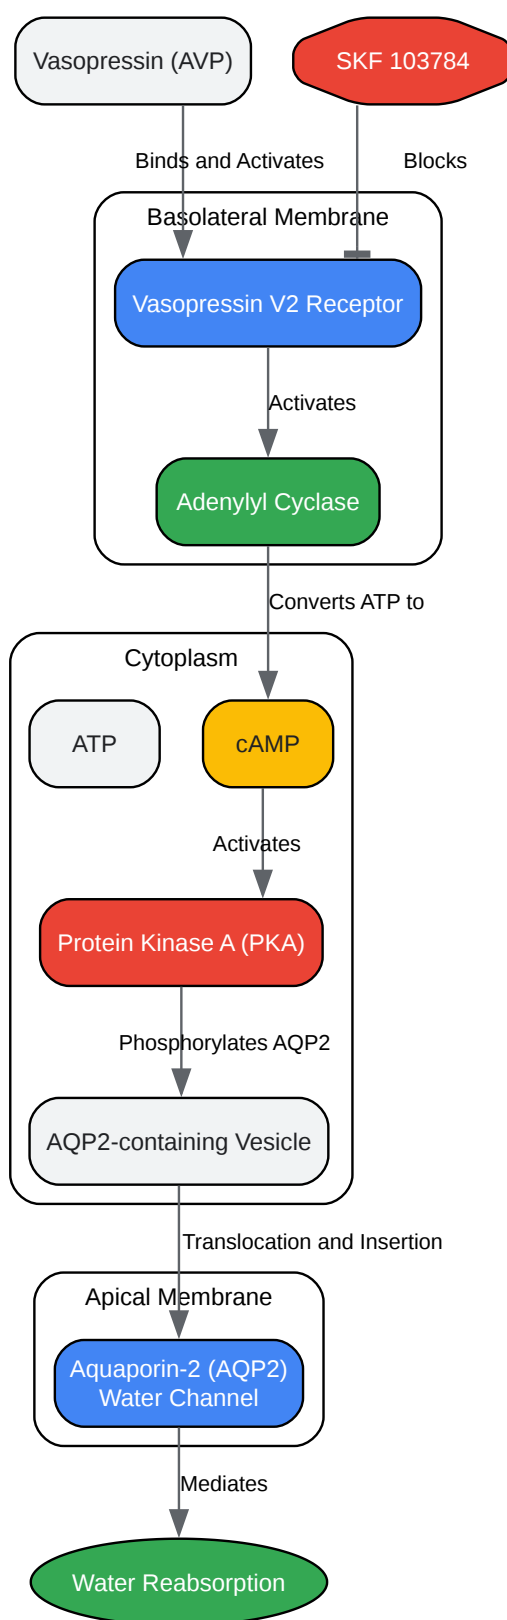 Vasopressin (AVP)
SKF 103784
Binds and Activates
Blocks
Basolateral Membrane
Vasopressin V2 Receptor
Activates
Adenylyl Cyclase
Converts ATP to
Cytoplasm
ATP
cAMP
Activates
Protein Kinase A (PKA)
Phosphorylates AQP2
AQP2-containing Vesicle
Translocation and Insertion
Apical Membrane
Aquaporin-2 (AQP2)
Water Channel
Mediates
Water Reabsorption